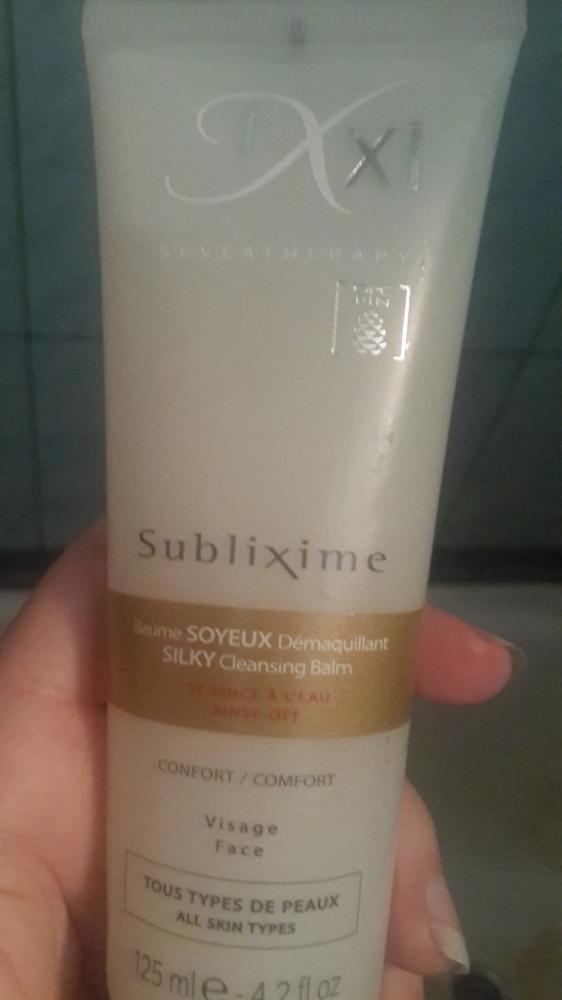 iXxi
SEVEATHERAPY
Sublixime
Baume SOYEUX Démaquillant
SILKY Cleansing Balm
SE RINCE À L'EAU
RINSE-OFF
CONFORT / COMFORT
Visage
Face
TOUS TYPES DE PEAUX
ALL SKIN TYPES
125 ml e - 4.2 fl oz